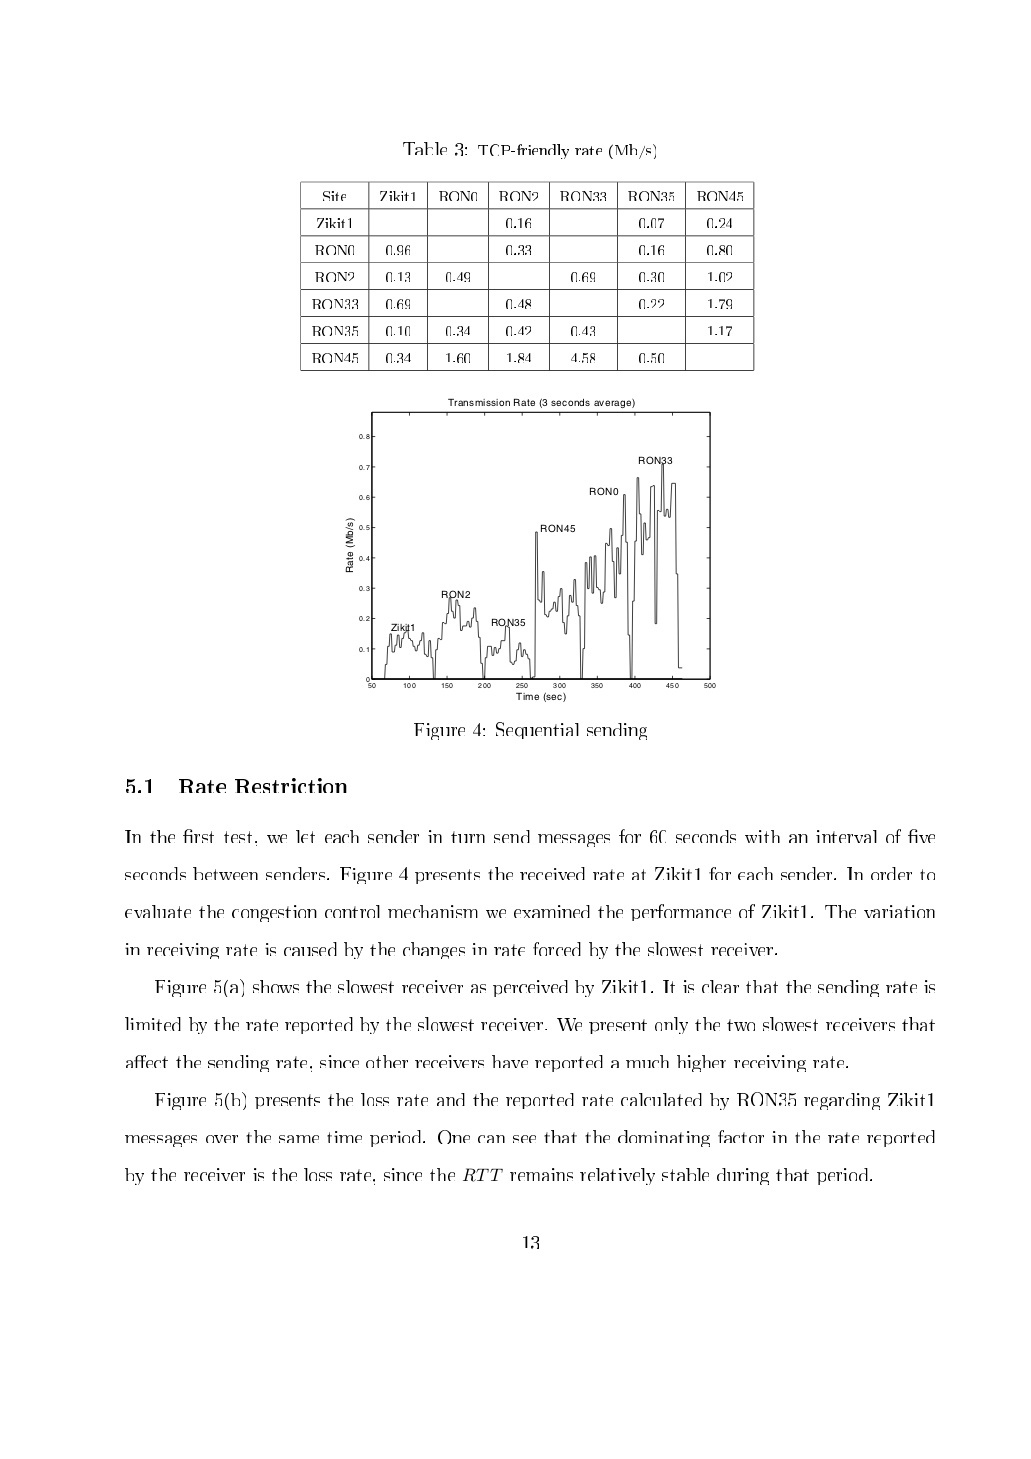 Table 3: TCP-friendly rate (Mb/s)
Site Zikit1 RON0 RON2 RON33 RON35 RON45
Zikit1 0.16 0.07 0.24
RON0 0.96 0.33 0.16 0.80
RON2 0.13 0.49 0.69 0.30 1.02
RON33 0.69 0.48 0.22 1.79
RON35 0.10 0.34 0.42 0.43 1.17
RON45 0.34 1.60 1.84 4.58 0.50
Transmission Rate (3 seconds average)
0.8
0.7
0.6
0.5
0.4
0.3
0.2
0.1
0
Rate (Mb/s)
Zikit1
RON2
RON35
RON45
RON0
RON33
50 100 150 200 250 300 350 400 450 500
Time (sec)
Figure 4: Sequential sending
5.1 Rate Restriction
In the first test, we let each sender in turn send messages for 60 seconds with an interval of five
seconds between senders. Figure 4 presents the received rate at Zikit1 for each sender. In order to
evaluate the congestion control mechanism we examined the performance of Zikit1. The variation
in receiving rate is caused by the changes in rate forced by the slowest receiver.
Figure 5(a) shows the slowest receiver as perceived by Zikit1. It is clear that the sending rate is
limited by the rate reported by the slowest receiver. We present only the two slowest receivers that
affect the sending rate, since other receivers have reported a much higher receiving rate.
Figure 5(b) presents the loss rate and the reported rate calculated by RON35 regarding Zikit1
messages over the same time period. One can see that the dominating factor in the rate reported
by the receiver is the loss rate, since the RTT remains relatively stable during that period.
13